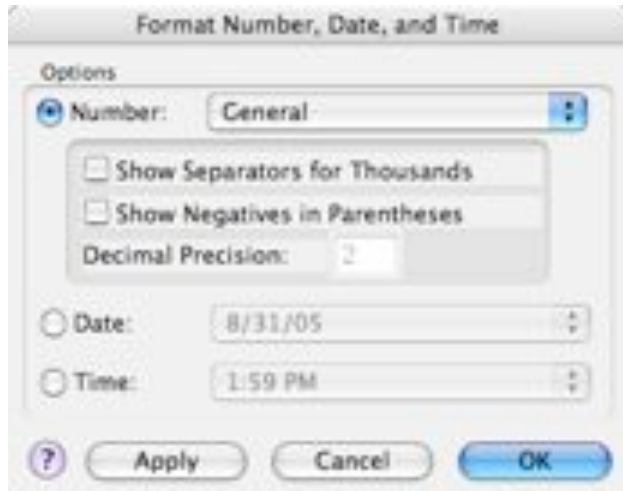 Format Number, Date, and Time
Options
Number: General
Show Separators for Thousands
Show Negatives in Parentheses
Decimal Precision: 2
Date: 8/31/05
Time: 1:59 PM
? Apply Cancel OK